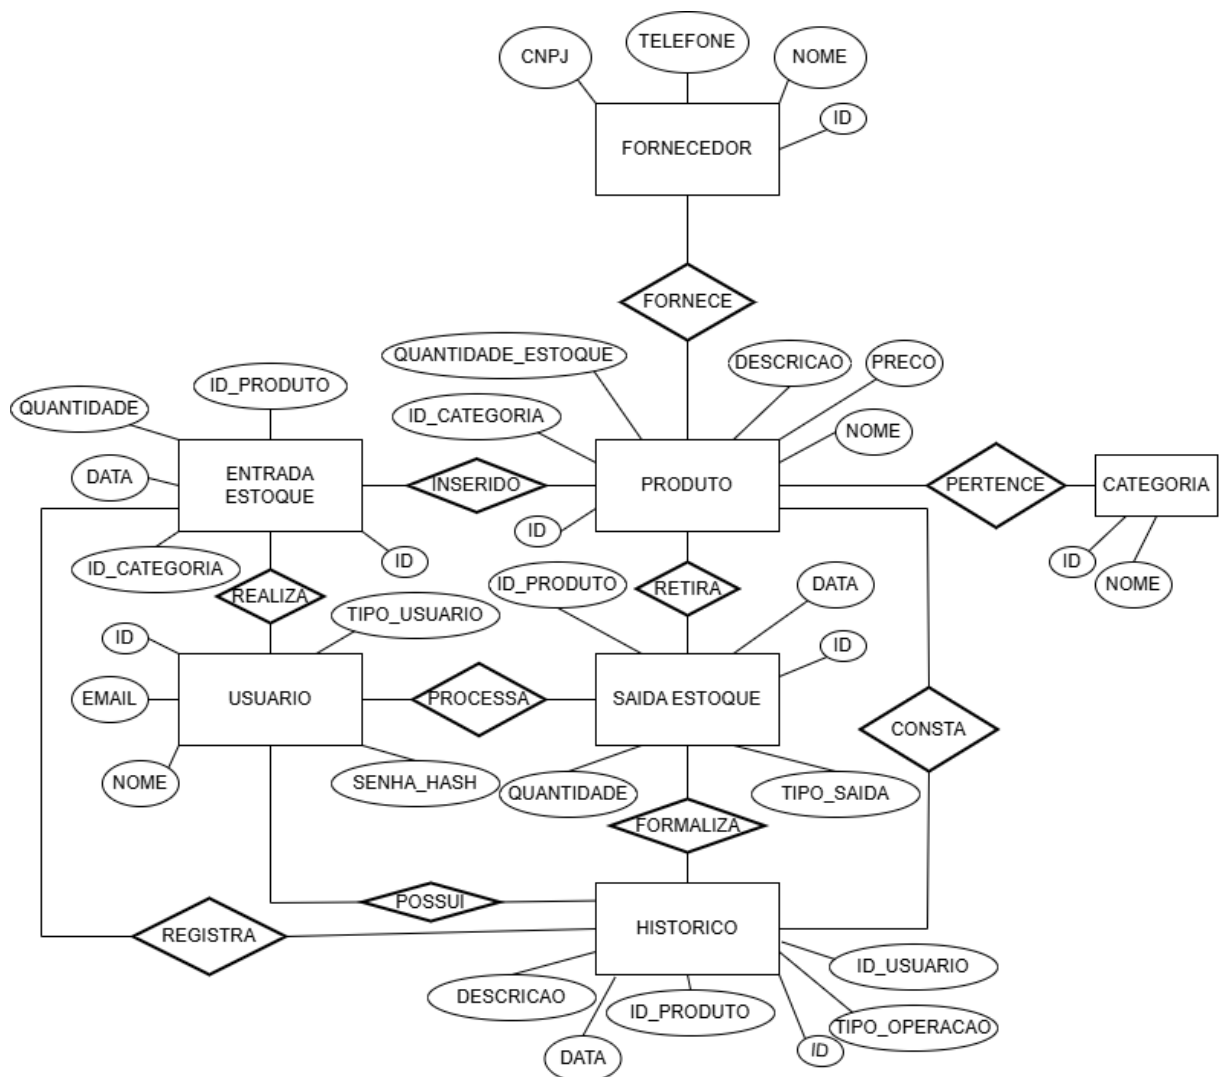 TELEFONE
CNPJ
NOME
ID
FORNECEDOR
FORNECE
QUANTIDADE_ESTOQUE
DESCRICAO
PRECO
ID_PRODUTO
QUANTIDADE
ID_CATEGORIA
NOME
DATA
ENTRADA
ESTOQUE
INSERIDO
PRODUTO
PERTENCE
CATEGORIA
ID
ID_CATEGORIA
ID
ID
NOME
REALIZA
ID_PRODUTO
RETIRA
DATA
TIPO_USUARIO
ID
ID
EMAIL
USUARIO
PROCESSA
SAIDA ESTOQUE
CONSTA
NOME
SENHA_HASH
QUANTIDADE
TIPO_SAIDA
FORMALIZA
POSSUI
REGISTRA
HISTORICO
ID_USUARIO
DESCRICAO
ID_PRODUTO
TIPO_OPERACAO
DATA
ID